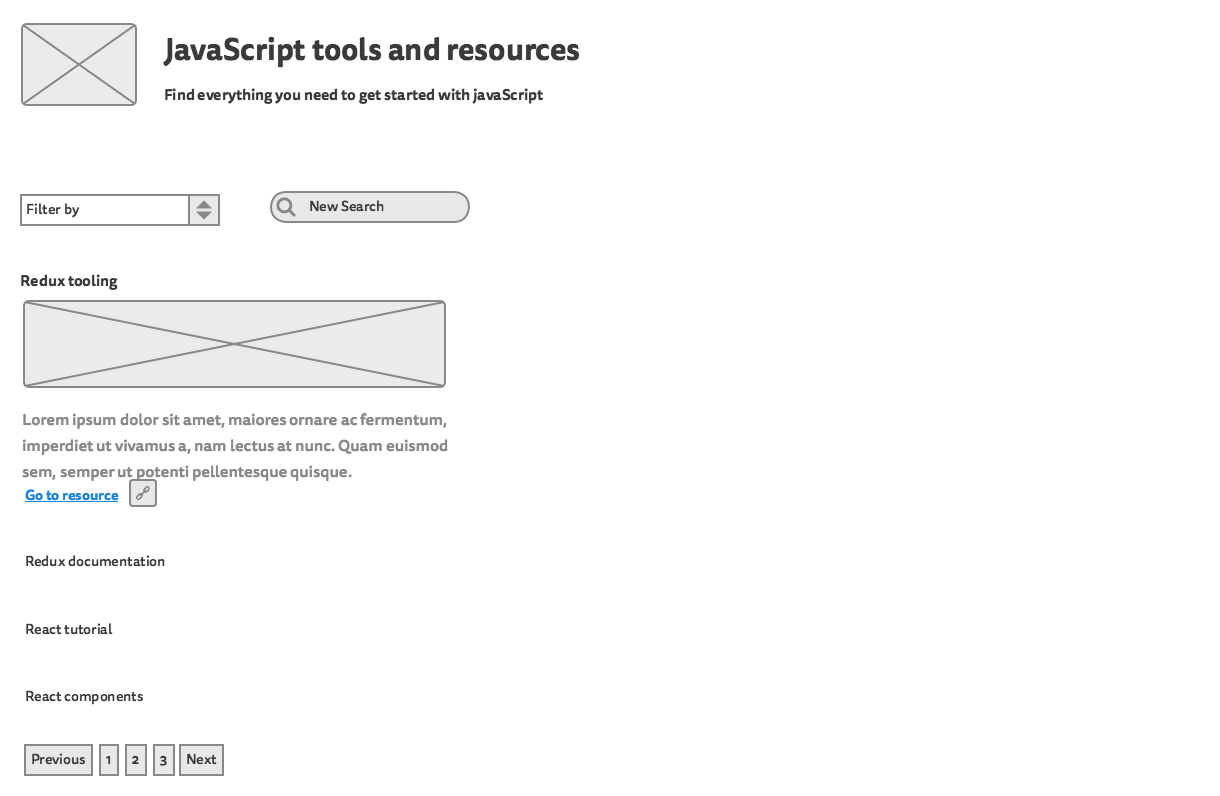 JavaScript tools and resources
Find everything you need to get started with javaScript
Filter by
New Search
Redux tooling
Lorem ipsum dolor sit amet, maiores ornare ac fermentum,
imperdiet ut vivamus a, nam lectus at nunc. Quam euismod
sem, semper ut potenti pellentesque quisque.
Go to resource
Redux documentation
React tutorial
React components
Previous 1 2 3 Next